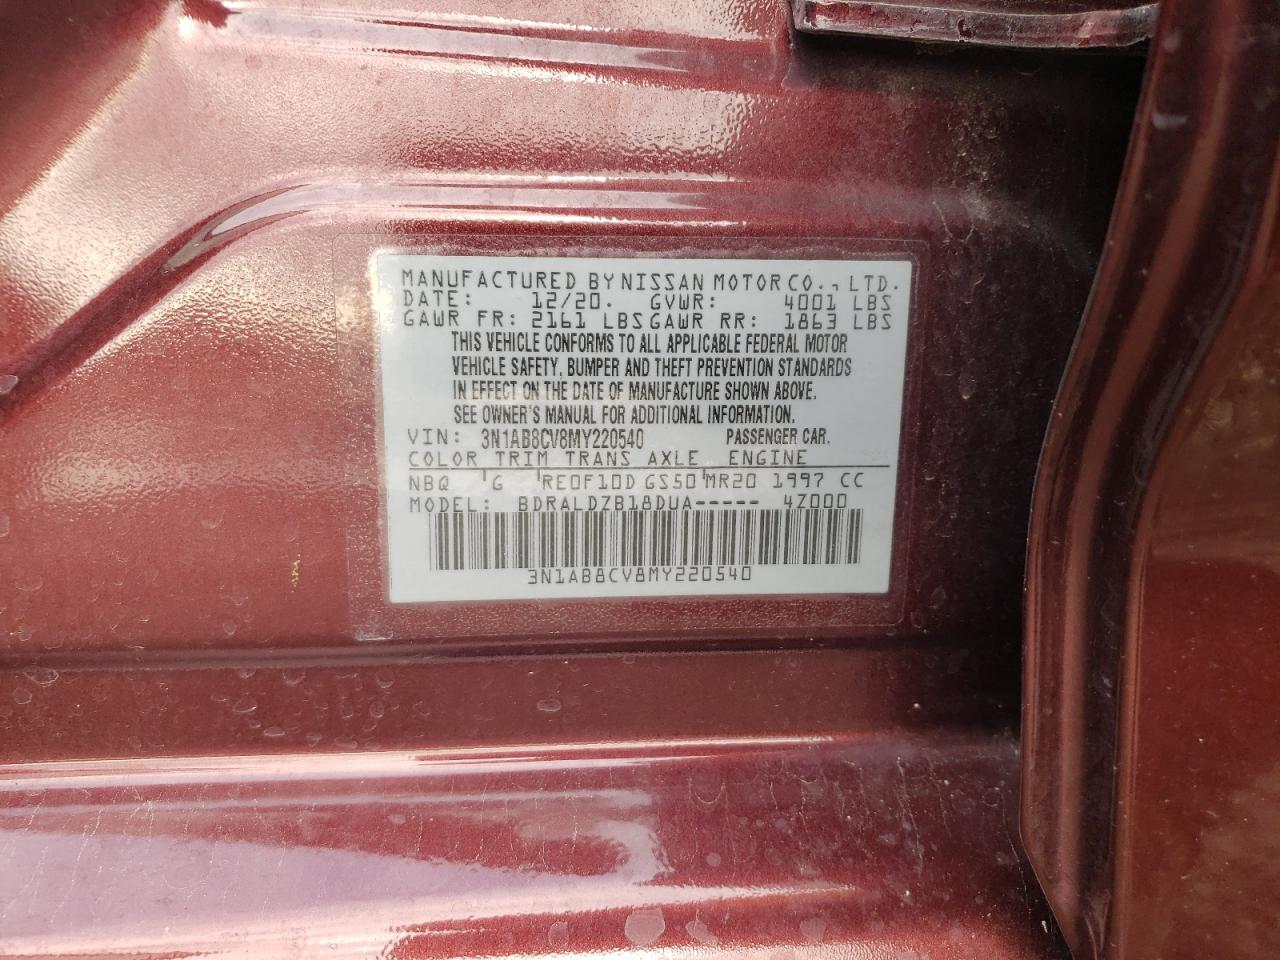 MANUFACTURED BY NISSAN MOTOR CO., LTD.
DATE: 12/20. GVWR: 4001 LBS
GAWR FR: 2161 LBS GAWR RR: 1863 LBS
THIS VEHICLE CONFORMS TO ALL APPLICABLE FEDERAL MOTOR
VEHICLE SAFETY, BUMPER AND THEFT PREVENTION STANDARDS
IN EFFECT ON THE DATE OF MANUFACTURE SHOWN ABOVE.
SEE OWNER'S MANUAL FOR ADDITIONAL INFORMATION.
VIN: 3N1AB8CV8MY220540 PASSENGER CAR.
COLOR TRIM TRANS AXLE ENGINE
NBQ G RE0F10D GS50 MR20 1997 CC
MODEL: BDRALDZB18DUA----- 4Z000
3N1AB8CV8MY220540